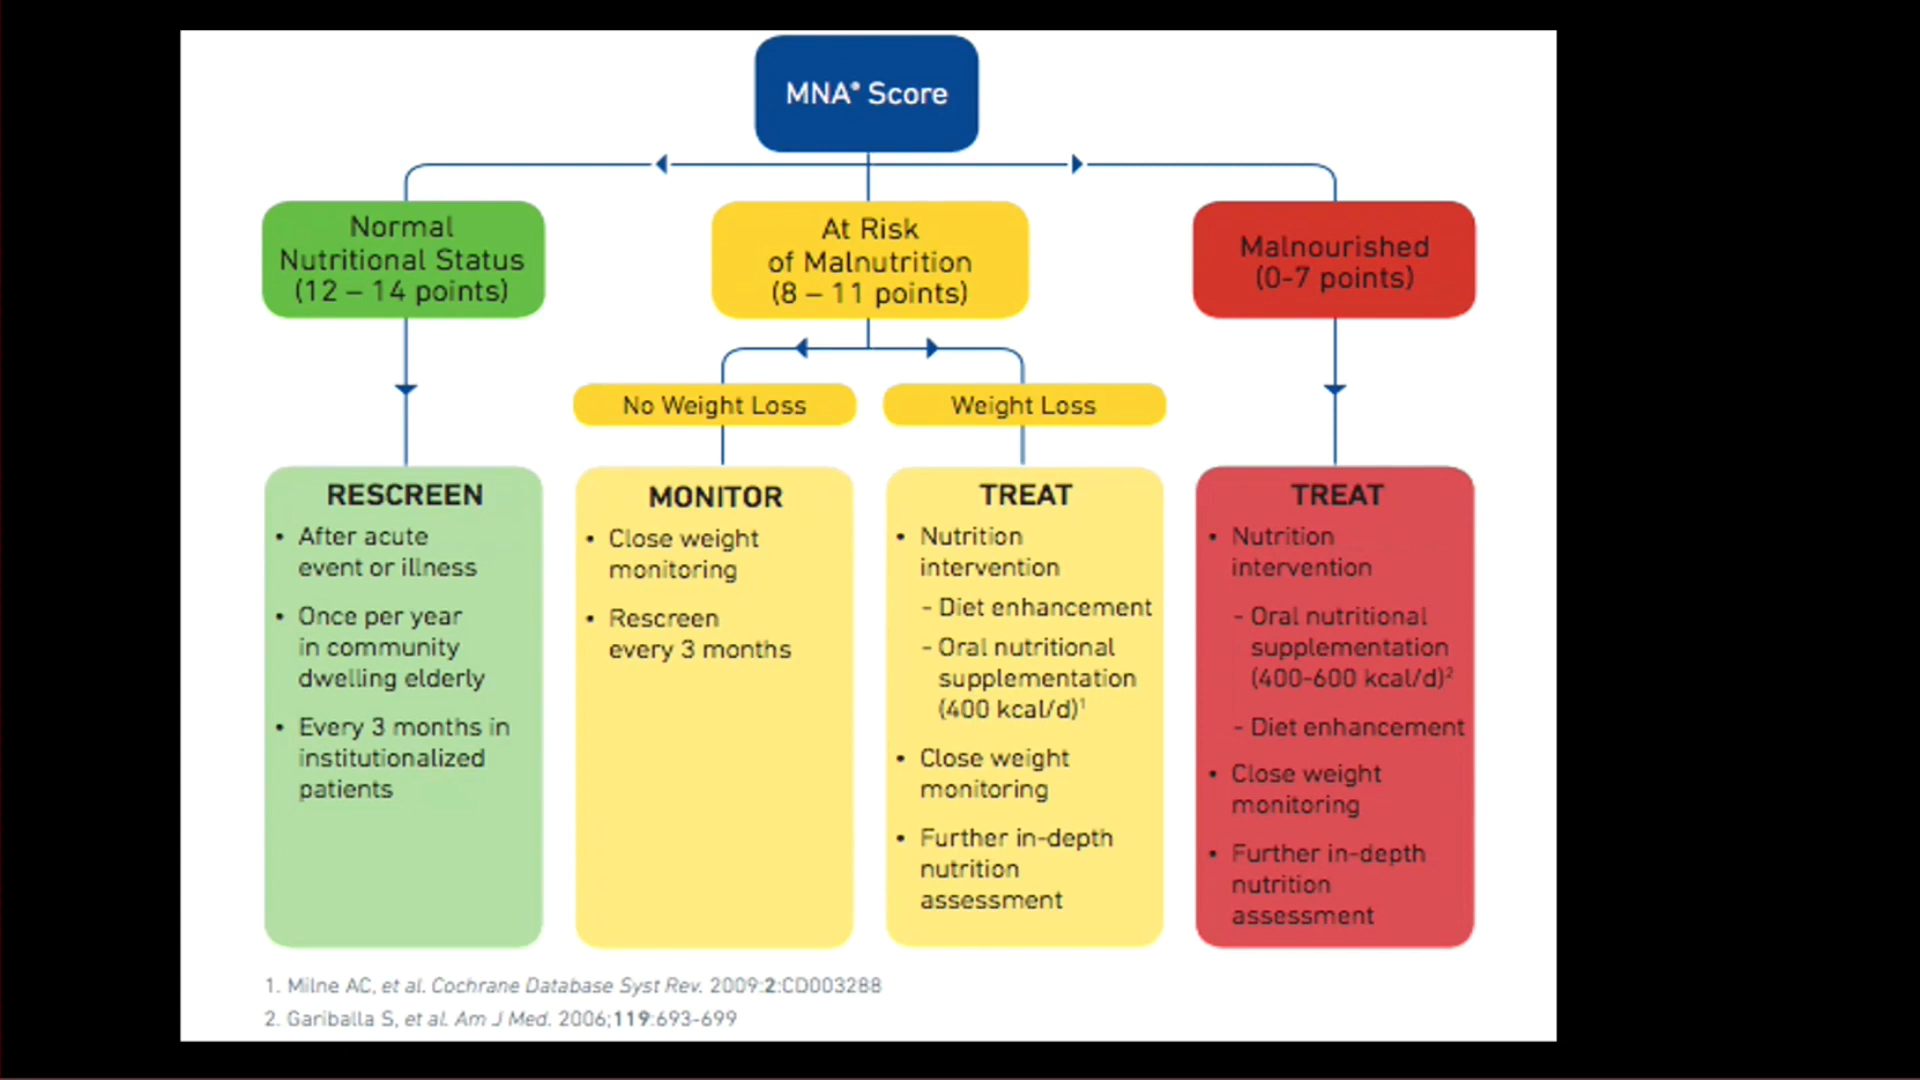 MNA® Score
Normal
Nutritional Status
(12 – 14 points)
At Risk
of Malnutrition
(8 – 11 points)
Malnourished
(0-7 points)
No Weight Loss
Weight Loss
RESCREEN
• After acute
event or illness
• Once per year
in community
dwelling elderly
• Every 3 months in
institutionalized
patients
MONITOR
• Close weight
monitoring
• Rescreen
every 3 months
TREAT
• Nutrition
intervention
- Diet enhancement
- Oral nutritional
supplementation
(400 kcal/d)¹
• Close weight
monitoring
• Further in-depth
nutrition
assessment
TREAT
• Nutrition
intervention
- Oral nutritional
supplementation
(400-600 kcal/d)²
- Diet enhancement
• Close weight
monitoring
• Further in-depth
nutrition
assessment
1. Milne AC, et al. Cochrane Database Syst Rev. 2009:2:CD003288
2. Gariballa S, et al. Am J Med. 2006;119:693-699